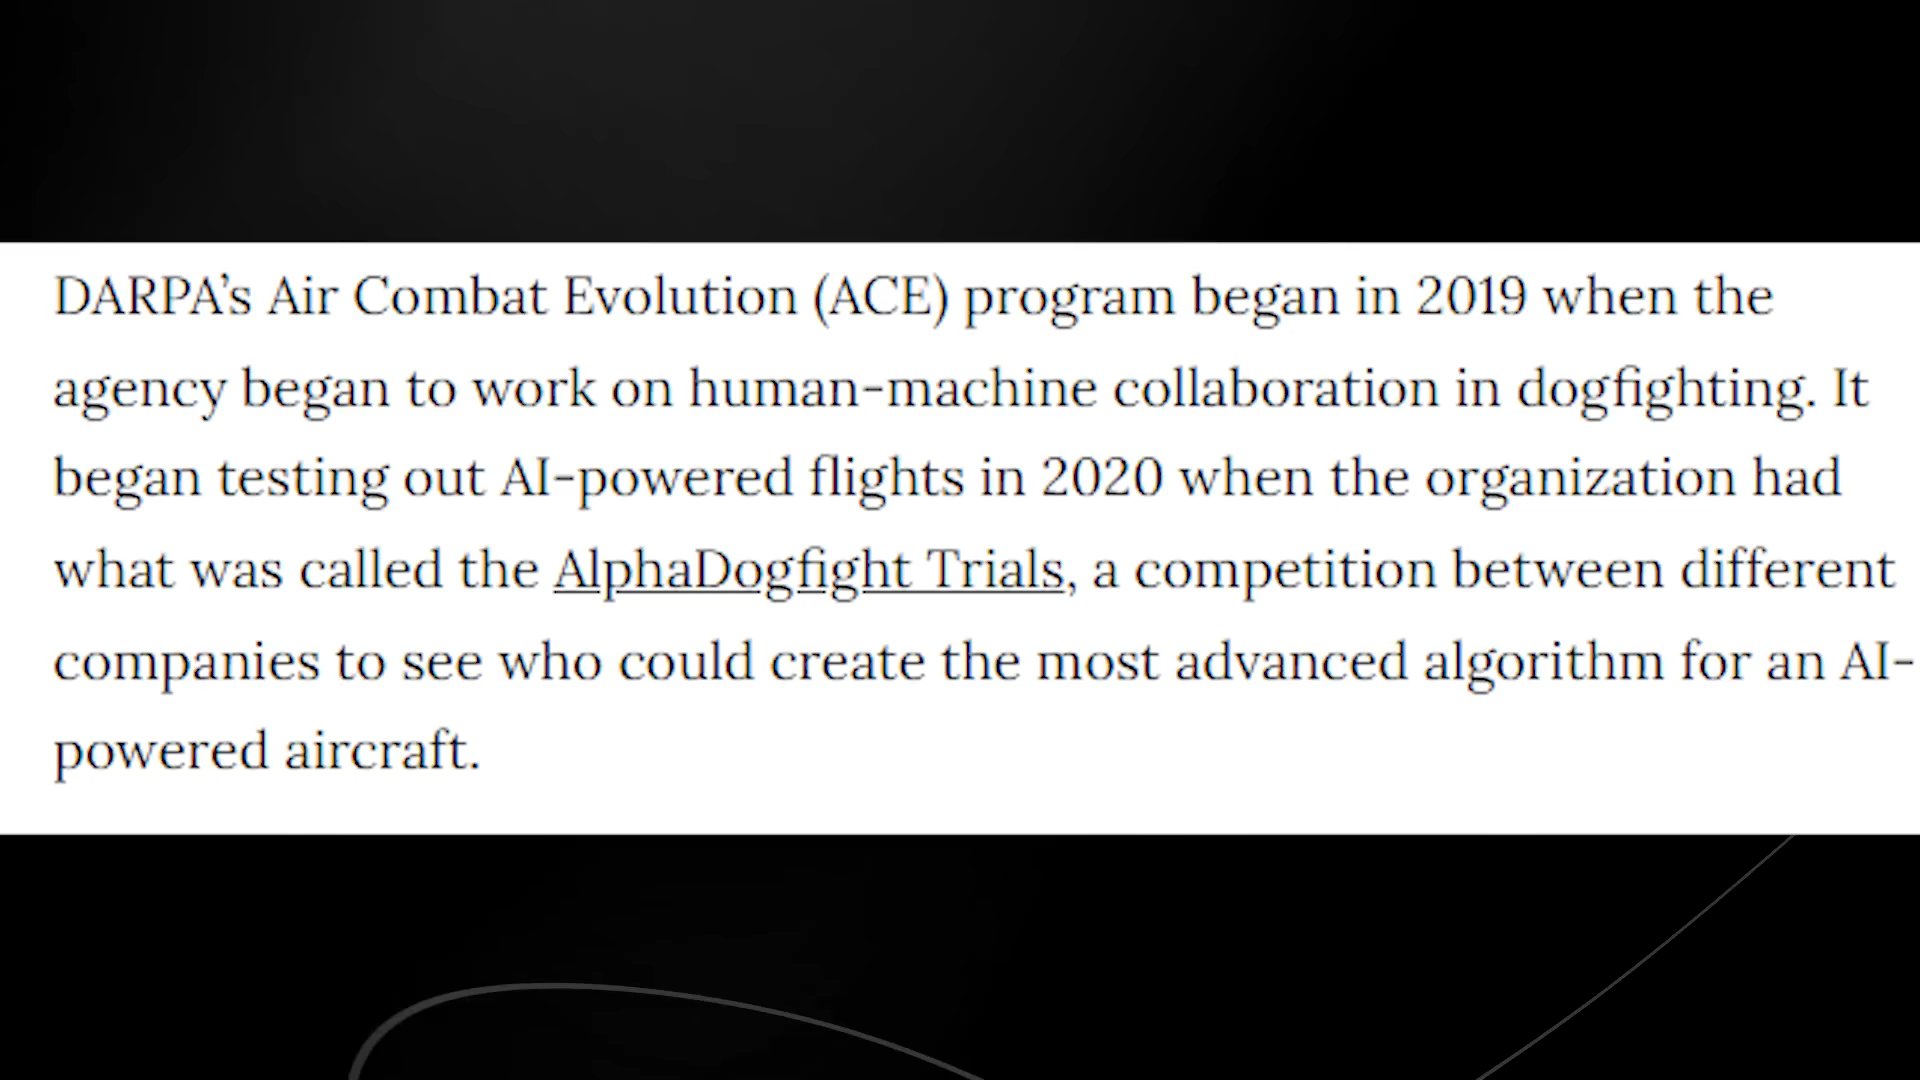 DARPA’s Air Combat Evolution (ACE) program began in 2019 when the
agency began to work on human-machine collaboration in dogfighting. It
began testing out AI-powered flights in 2020 when the organization had
what was called the AlphaDogfight Trials, a competition between different
companies to see who could create the most advanced algorithm for an AI-
powered aircraft.